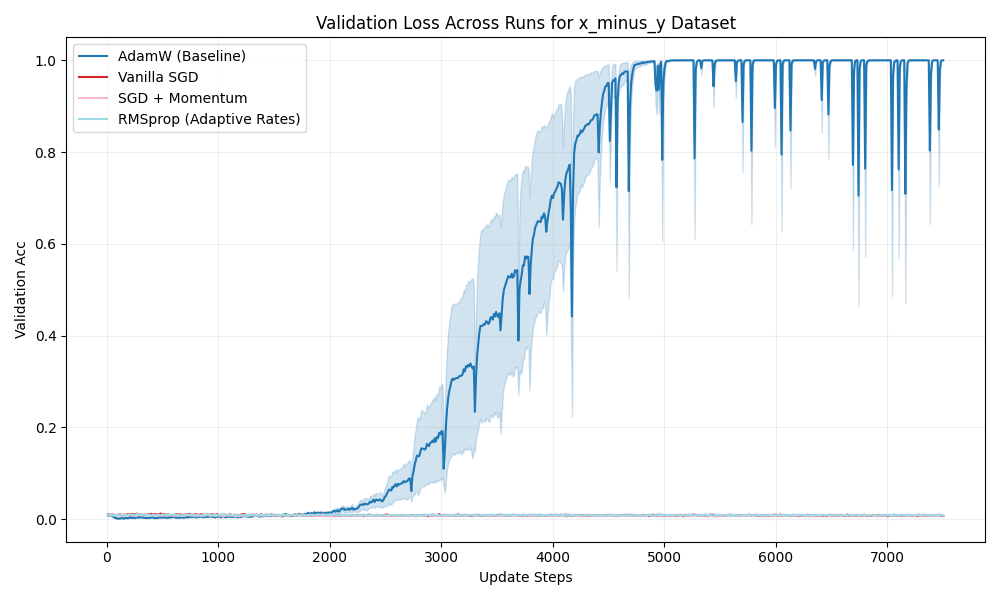 Validation Loss Across Runs for x_minus_y Dataset
AdamW (Baseline)
Vanilla SGD
SGD + Momentum
RMSprop (Adaptive Rates)
Validation Acc
1.0
0.8
0.6
0.4
0.2
0.0
0 1000 2000 3000 4000 5000 6000 7000
Update Steps